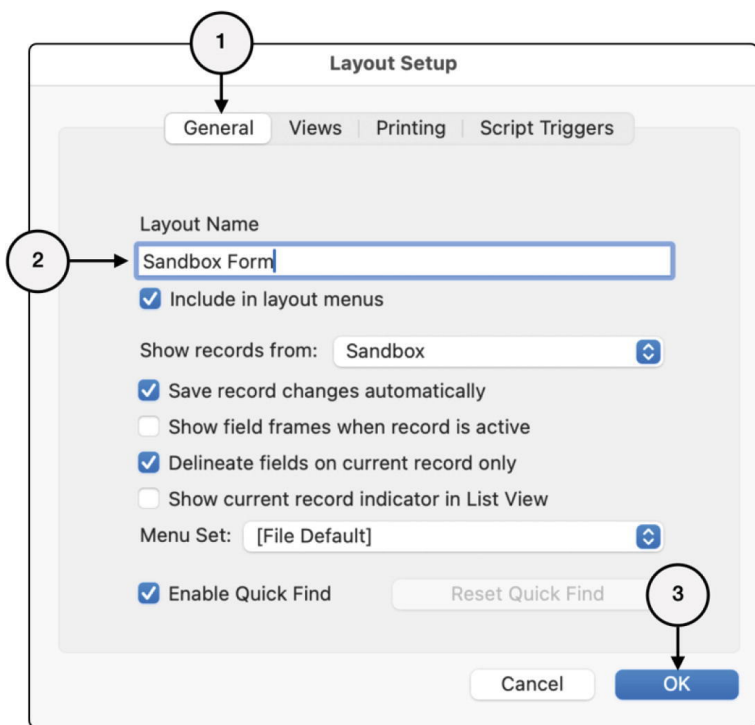 1
Layout Setup
General Views Printing Script Triggers
Layout Name
2
Sandbox Form
Include in layout menus
Show records from: Sandbox
Save record changes automatically
Show field frames when record is active
Delineate fields on current record only
Show current record indicator in List View
Menu Set: [File Default]
Enable Quick Find Reset Quick Find 3
Cancel OK